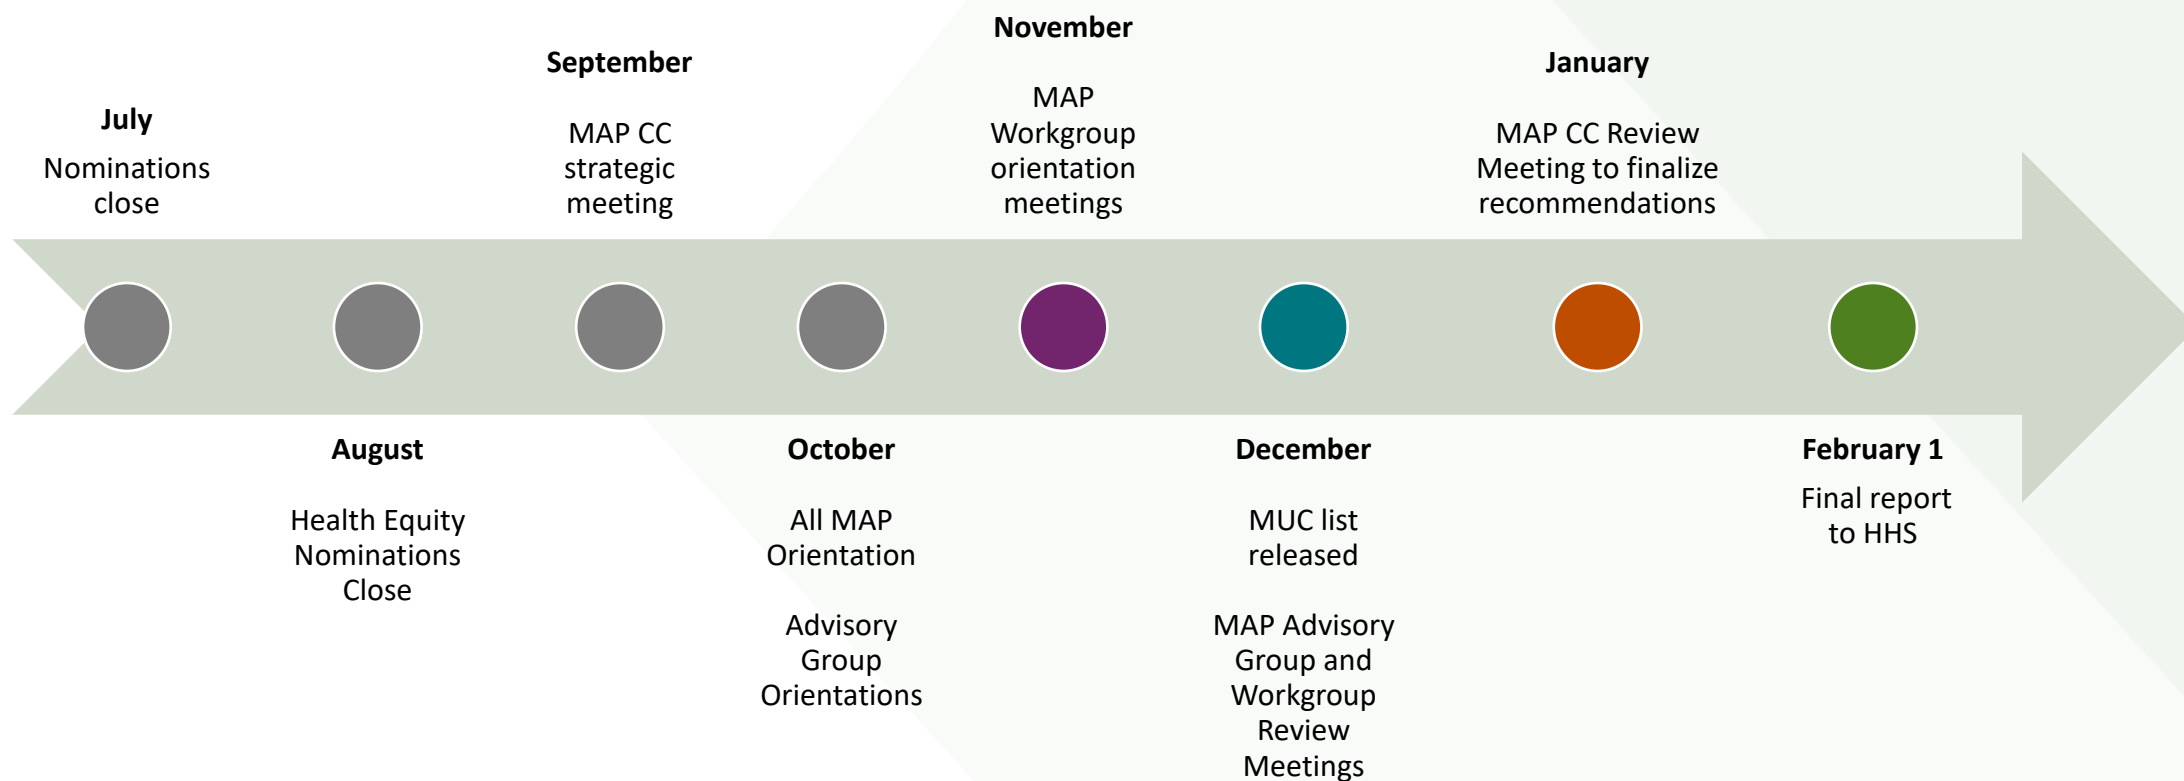 July
Nominations
close
August
Health Equity
Nominations
Close
September
MAP CC
strategic
meeting
October
All MAP
Orientation
Advisory
Group
Orientations
November
MAP
Workgroup
orientation
meetings
December
MUC list
released
MAP Advisory
Group and
Workgroup
Review
Meetings
January
MAP CC Review
Meeting to finalize
recommendations
February 1
Final report
to HHS